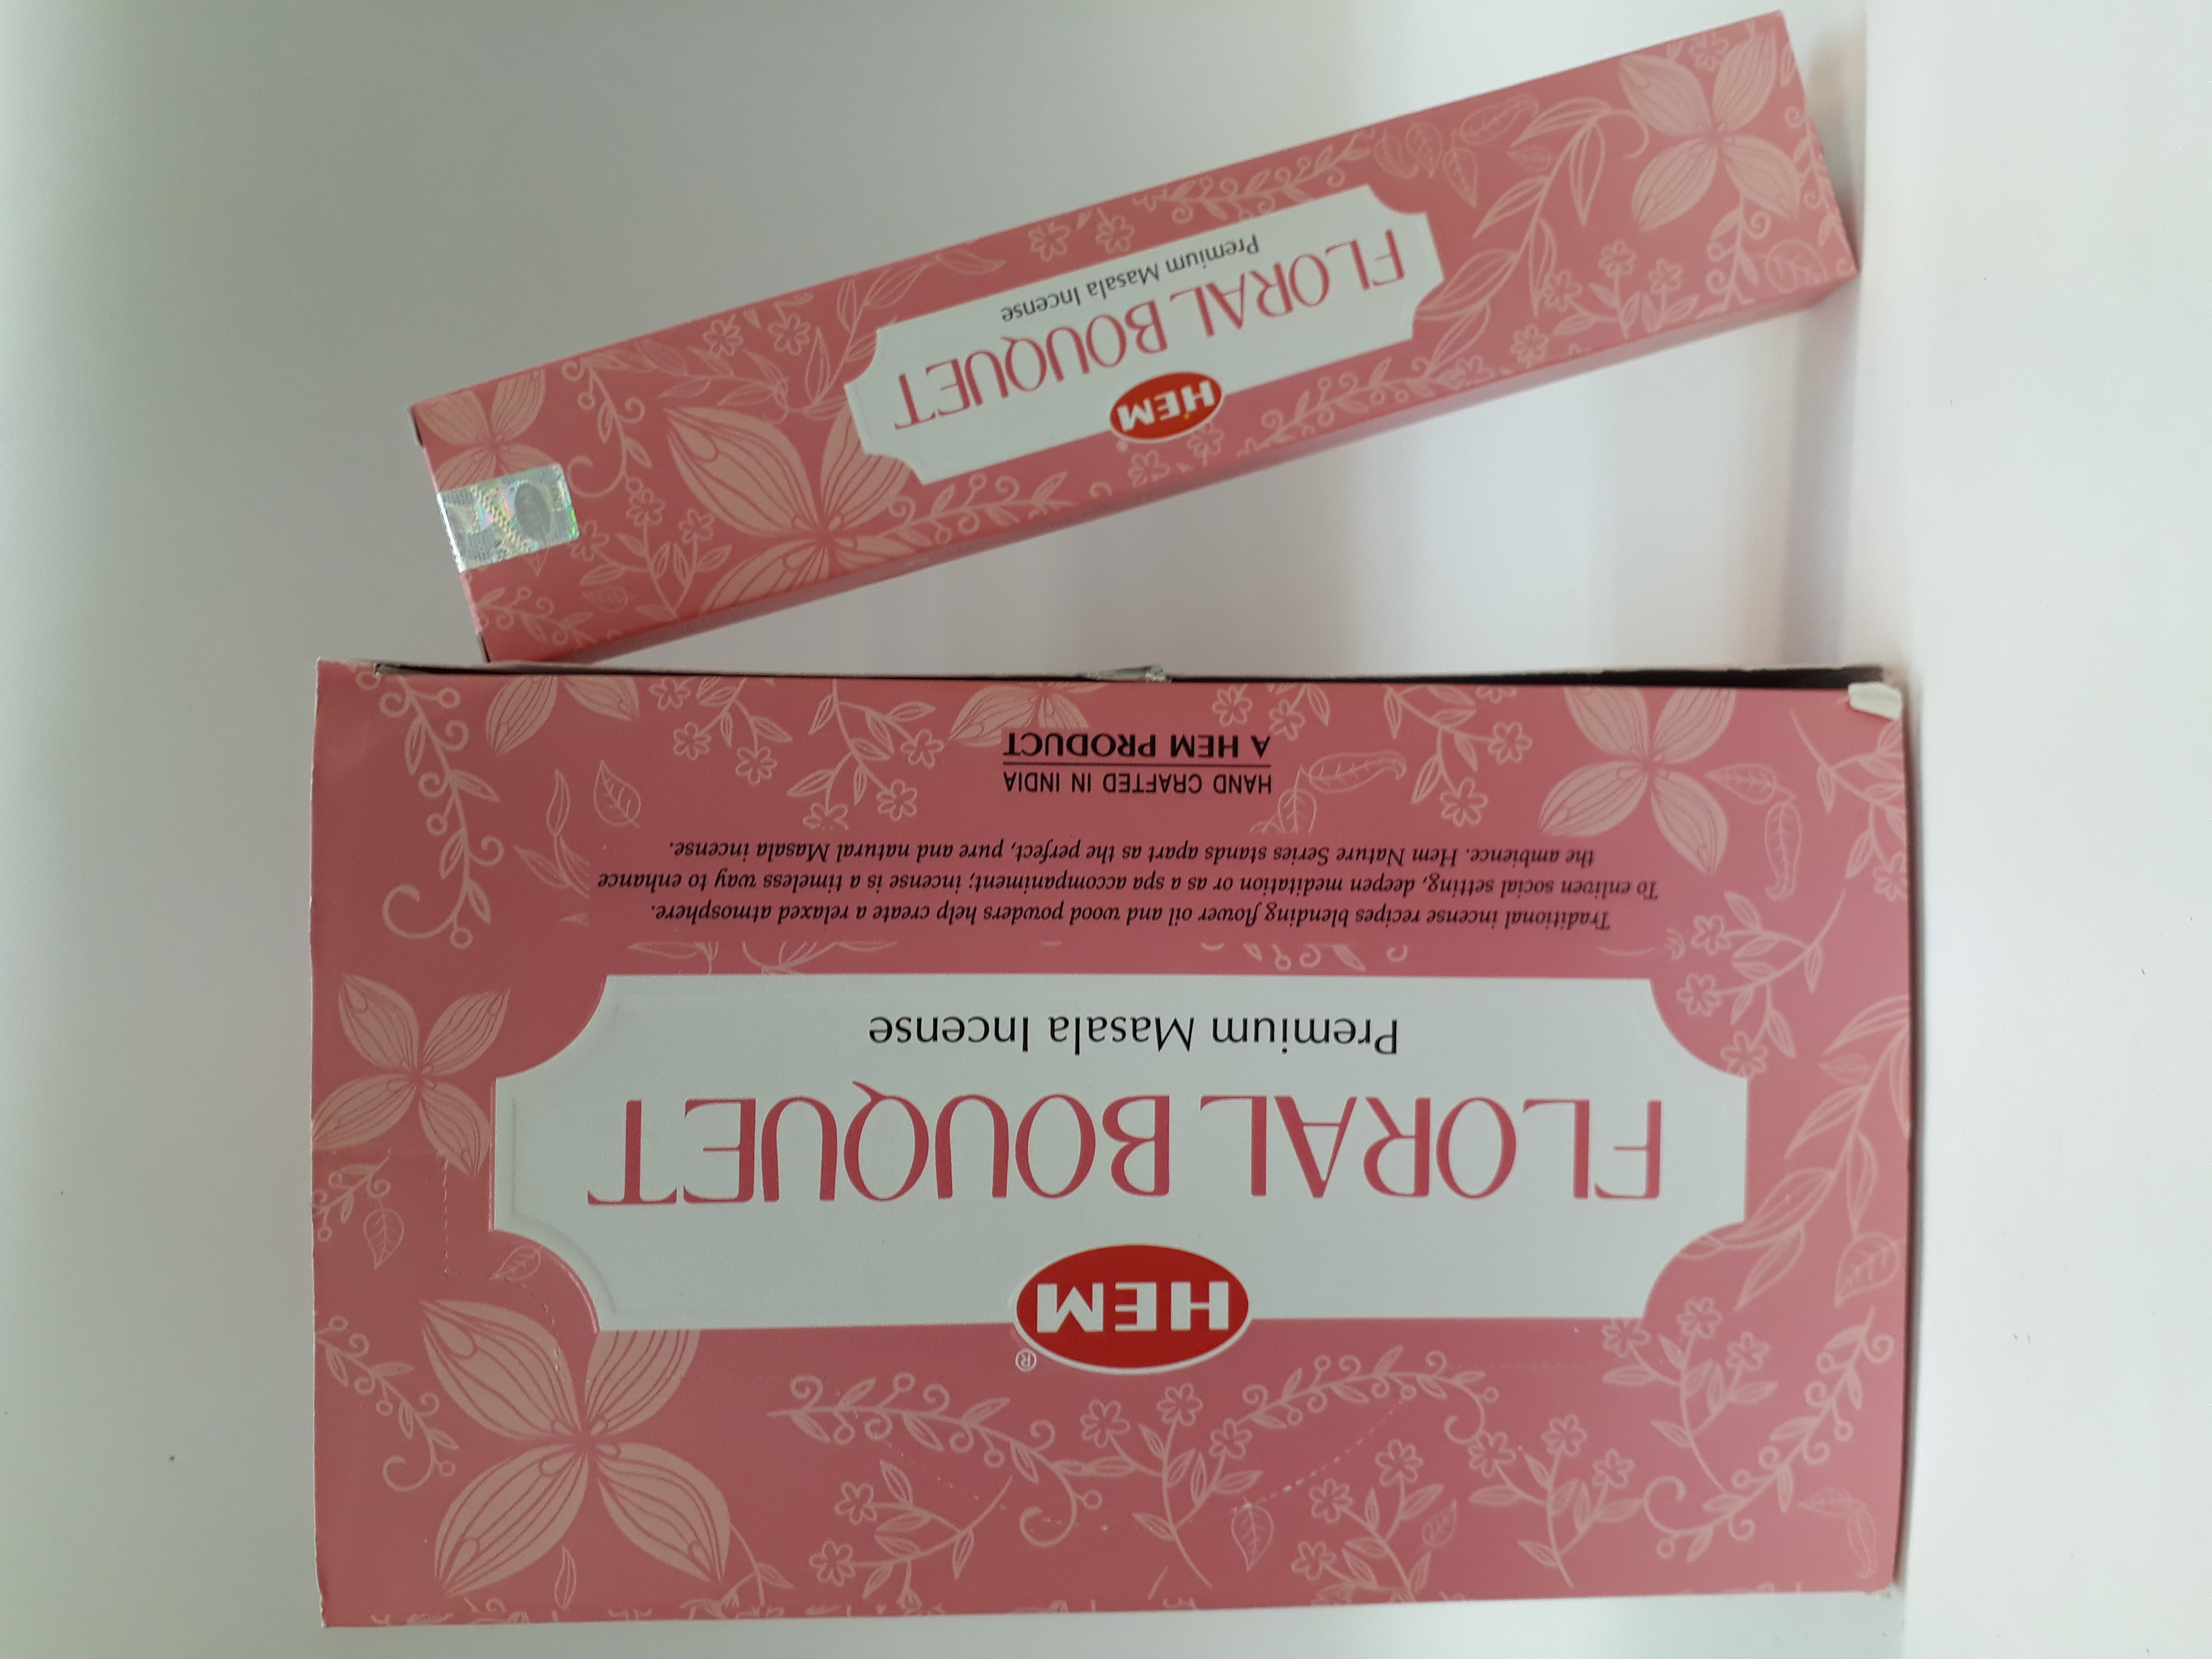 HEM®
FLORAL BOUQUET
Premium Masala Incense
Traditional incense recipes blending flower oil and wood powders help create a relaxed atmosphere.
To enliven social setting, deepen meditation or as a spa accompaniment; incense is a timeless way to enhance
the ambience. Hem Nature Series stands apart as the perfect, pure and natural Masala incense.
HAND CRAFTED IN INDIA
A HEM PRODUCT
HEM
FLORAL BOUQUET
Premium Masala Incense
HEM